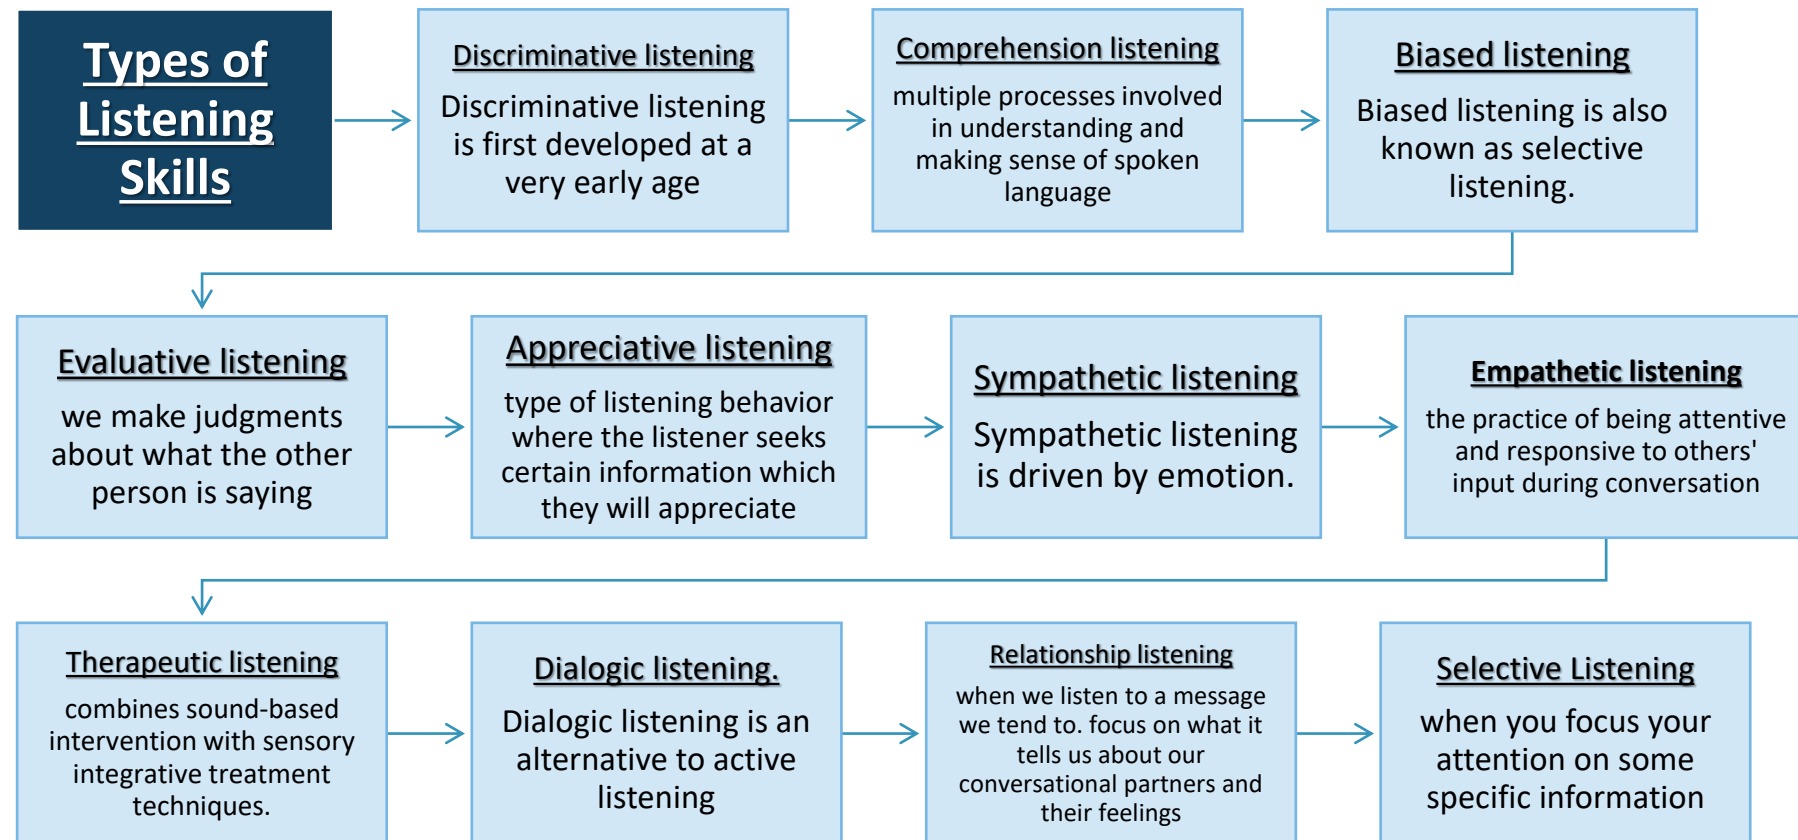 Types of
Listening
Skills
Discriminative listening
Discriminative listening
is first developed at a
very early age
Comprehension listening
multiple processes involved
in understanding and
making sense of spoken
language
Biased listening
Biased listening is also
known as selective
listening.
Evaluative listening
we make judgments
about what the other
person is saying
Appreciative listening
type of listening behavior
where the listener seeks
certain information which
they will appreciate
Sympathetic listening
Sympathetic listening
is driven by emotion.
Empathetic listening
the practice of being attentive
and responsive to others'
input during conversation
Therapeutic listening
combines sound-based
intervention with sensory
integrative treatment
techniques.
Dialogic listening.
Dialogic listening is an
alternative to active
listening
Relationship listening
when we listen to a message
we tend to. focus on what it
tells us about our
conversational partners and
their feelings
Selective Listening
when you focus your
attention on some
specific information